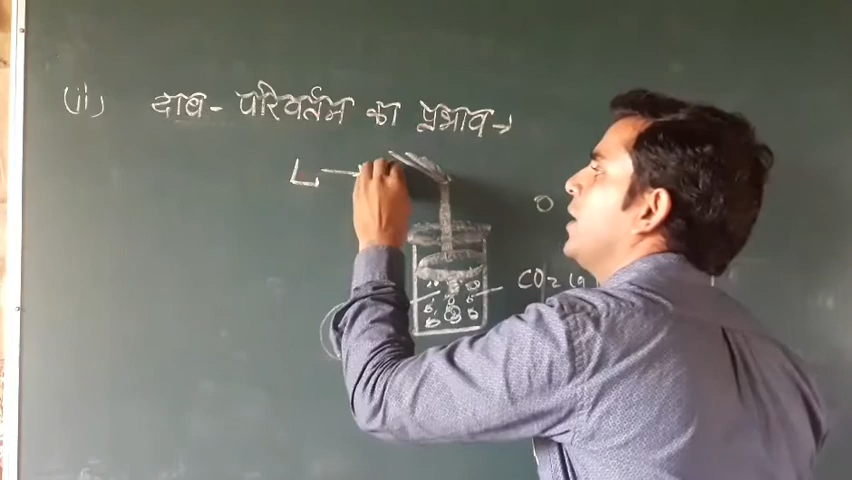 (ii) दाब - परिवर्तन का प्रभाव →
CO₂ (g